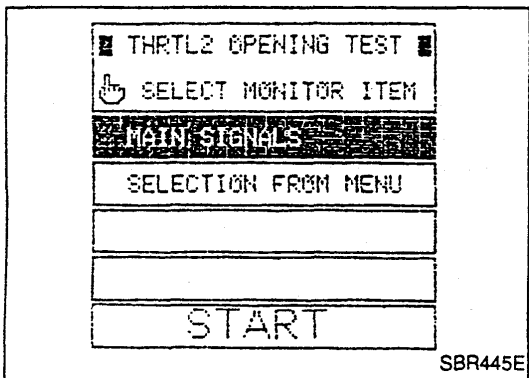 THRTL2 OPENING TEST
SELECT MONITOR ITEM
MAIN SIGNALS
SELECTION FROM MENU
START
SBR445E